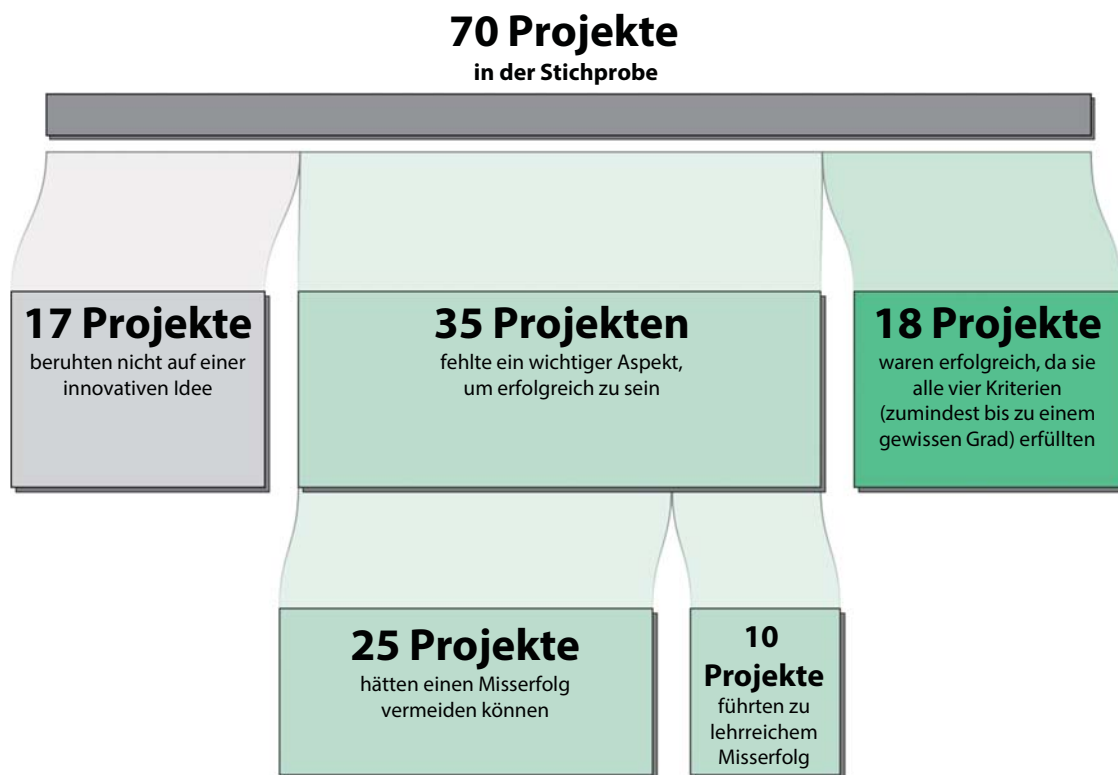 70 Projekte
in der Stichprobe
17 Projekte
beruhten nicht auf einer
innovativen Idee
35 Projekten
fehlte ein wichtiger Aspekt,
um erfolgreich zu sein
18 Projekte
waren erfolgreich, da sie
alle vier Kriterien
(zumindest bis zu einem
gewissen Grad) erfüllten
25 Projekte
hätten einen Misserfolg
vermeiden können
10
Projekte
führten zu
lehrreichem
Misserfolg